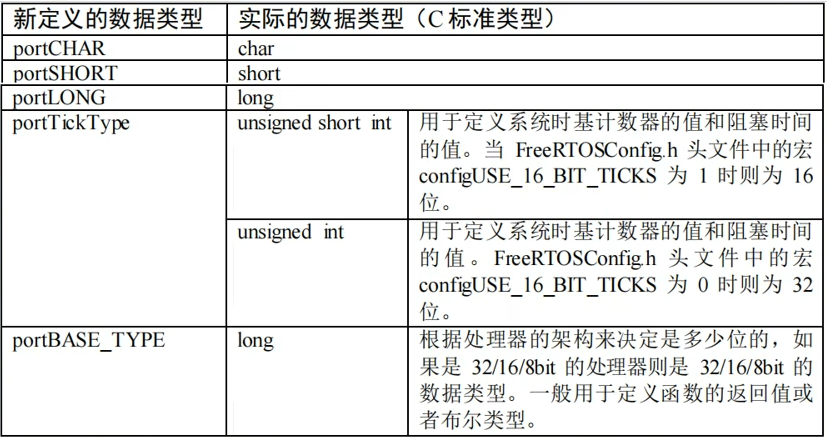 新定义的数据类型 实际的数据类型（C 标准类型）
portCHAR char
portSHORT short
portLONG long
portTickType unsigned short int 用于定义系统时基计数器的值和阻塞时间
的值。当 FreeRTOSConfig.h 头文件中的宏
configUSE_16_BIT_TICKS 为 1 时则为 16
位。
unsigned int 用于定义系统时基计数器的值和阻塞时间
的值。FreeRTOSConfig.h 头文件中的宏
configUSE_16_BIT_TICKS 为 0 时则为 32
位。
portBASE_TYPE long 根据处理器的架构来决定是多少位的，如
果是 32/16/8bit 的处理器则是 32/16/8bit 的
数据类型。一般用于定义函数的返回值或
者布尔类型。